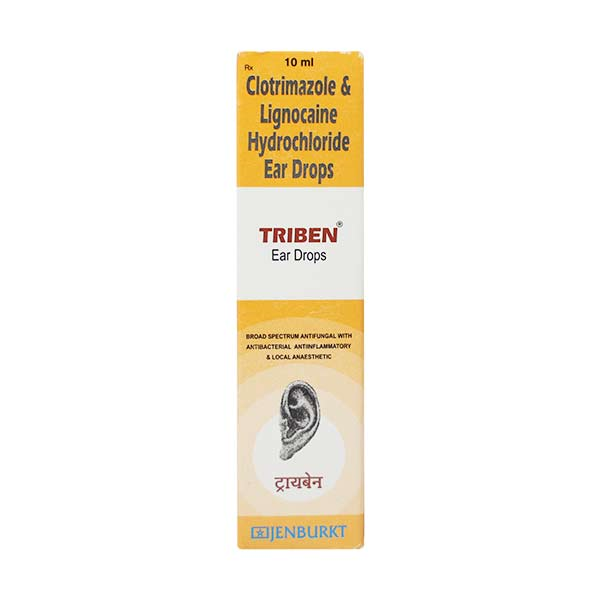 10 ml
Rx
Clotrimazole &
Lignocaine
Hydrochloride
Ear Drops
TRIBEN®
Ear Drops
BROAD SPECTRUM ANTIFUNGAL WITH
ANTIBACTERIAL ANTIINFLAMMATORY
& LOCAL ANAESTHETIC
ट्रायबेन
JENBURKT